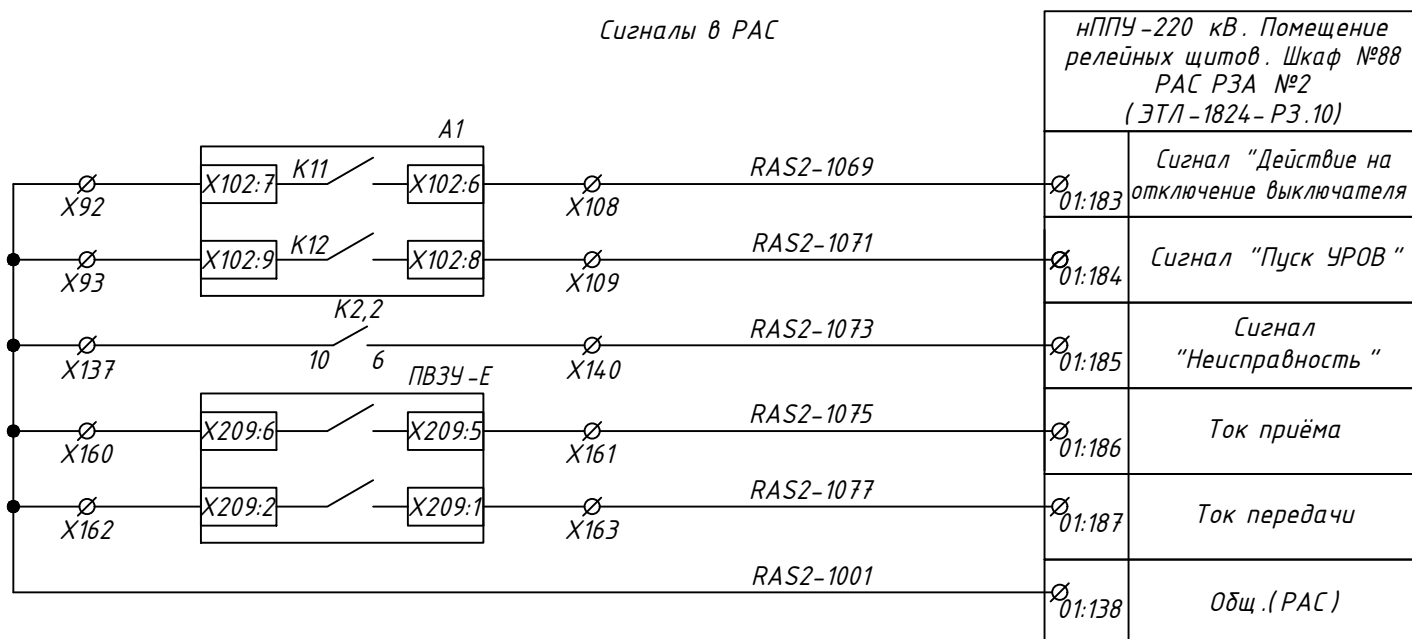 Сигналы в РАС
нППУ-220 кВ. Помещение
релейных щитов. Шкаф №88
РАС РЗА №2
(ЭТЛ-1824-РЗ.10)
А1
X92
X102:7
К11
X102:6
X108
RAS2-1069
01:183
Сигнал "Действие на
отключение выключателя
X93
X102:9
К12
X102:8
X109
RAS2-1071
01:184
Сигнал "Пуск УРОВ"
X137
К2,2
10
6
X140
RAS2-1073
01:185
Сигнал
"Неисправность"
ПВЗУ-Е
X160
X209:6
X209:5
X161
RAS2-1075
01:186
Ток приёма
X162
X209:2
X209:1
X163
RAS2-1077
01:187
Ток передачи
RAS2-1001
01:138
Общ.(РАС)